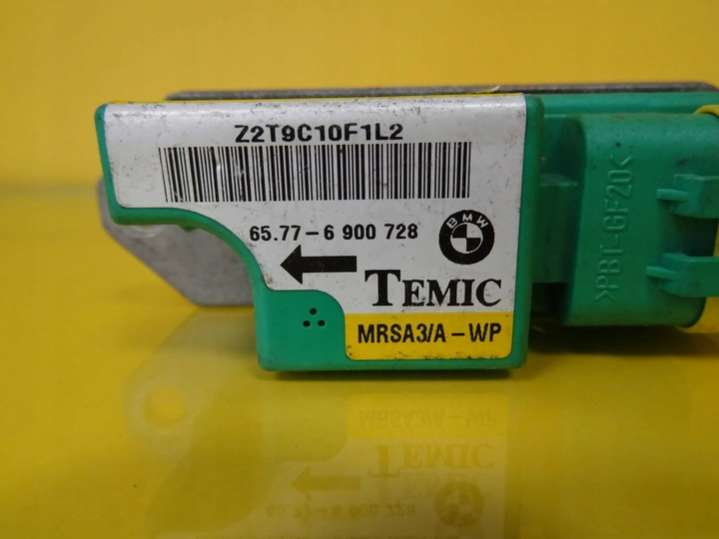 Z2T9C10F1L2
65.77-6 900 728
BMW
TEMIC
MRSA3/A-WP
>PBT-GF20<